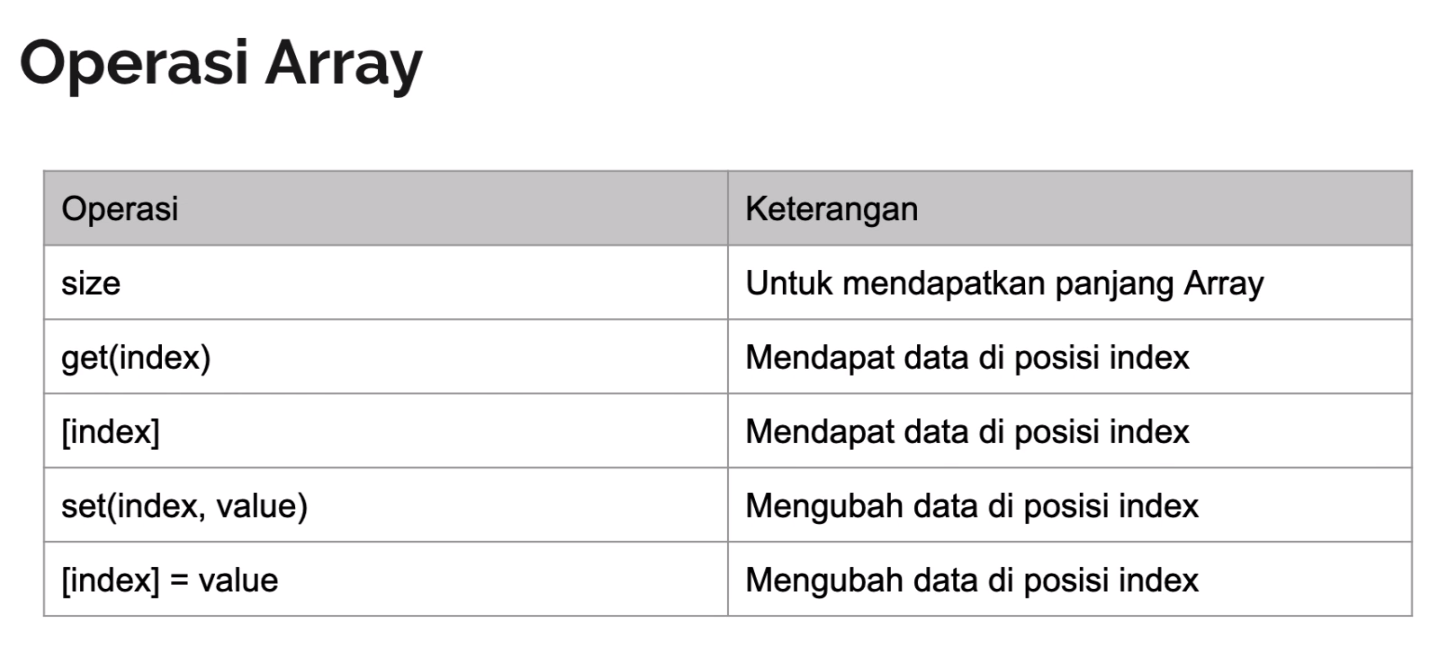 Operasi Array
Operasi Keterangan
size Untuk mendapatkan panjang Array
get(index) Mendapat data di posisi index
[index] Mendapat data di posisi index
set(index, value) Mengubah data di posisi index
[index] = value Mengubah data di posisi index